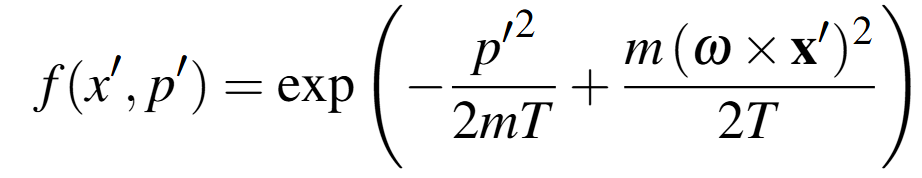 f(x′, p′) = exp(−p′²/2mT + m(ω × x′)²/2T)